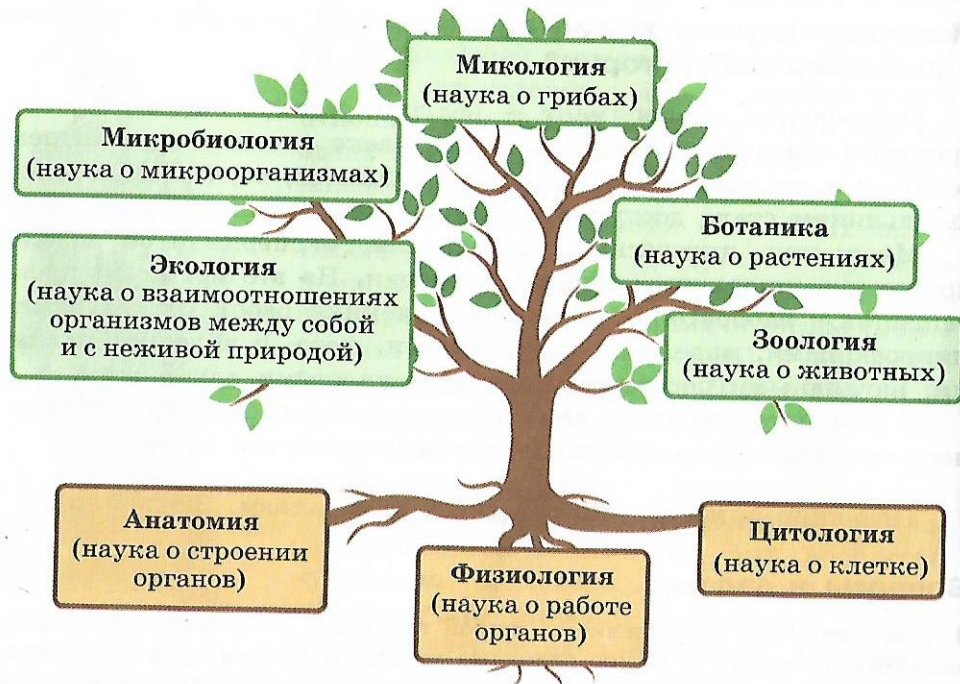 Микология
(наука о грибах)
Микробиология
(наука о микроорганизмах)
Ботаника
(наука о растениях)
Экология
(наука о взаимоотношениях
организмов между собой
и с неживой природой)
Зоология
(наука о животных)
Анатомия
(наука о строении
органов)
Физиология
(наука о работе
органов)
Цитология
(наука о клетке)